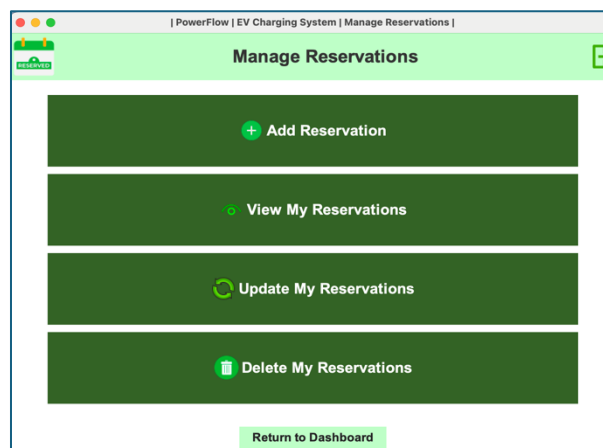 | PowerFlow | EV Charging System | Manage Reservations |
RESERVED
Manage Reservations
Add Reservation
View My Reservations
Update My Reservations
Delete My Reservations
Return to Dashboard